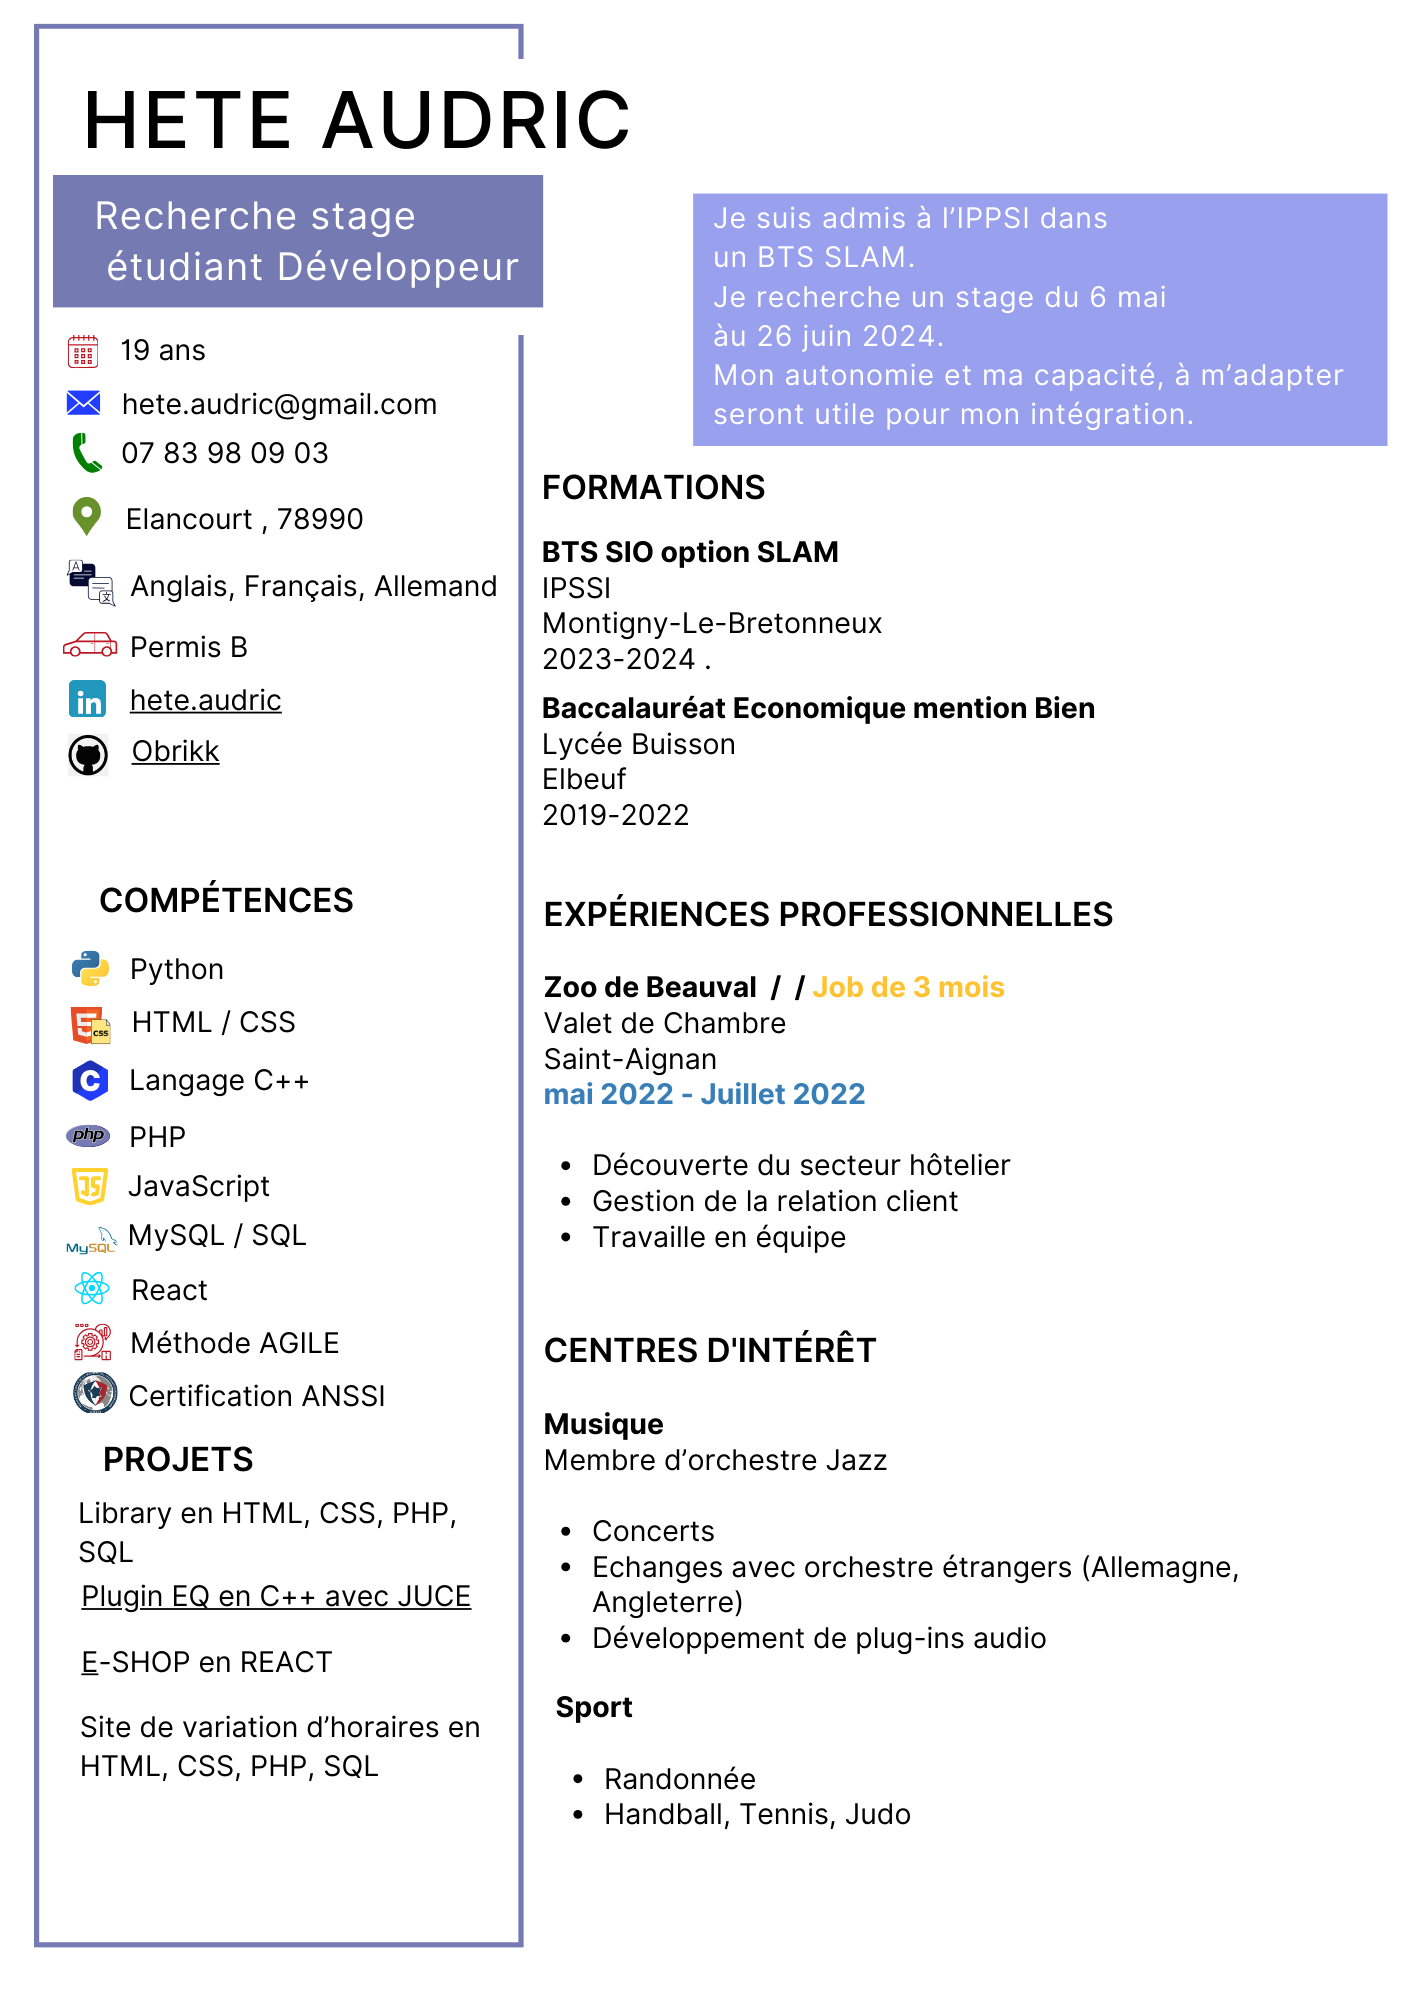 HETE AUDRIC
Recherche stage
étudiant Développeur
19 ans
hete.audric@gmail.com
07 83 98 09 03
Elancourt , 78990
Anglais, Français, Allemand
Permis B
hete.audric
Obrikk
COMPÉTENCES
Python
HTML / CSS
Langage C++
PHP
JavaScript
MySQL / SQL
React
Méthode AGILE
Certification ANSSI
PROJETS
Library en HTML, CSS, PHP,
SQL
Plugin EQ en C++ avec JUCE
E-SHOP en REACT
Site de variation d’horaires en
HTML, CSS, PHP, SQL
Je suis admis à l’IPPSI dans
un BTS SLAM.
Je recherche un stage du 6 mai
àu 26 juin 2024.
Mon autonomie et ma capacité, à m’adapter
seront utile pour mon intégration.
FORMATIONS
BTS SIO option SLAM
IPSSI
Montigny-Le-Bretonneux
2023-2024 .
Baccalauréat Economique mention Bien
Lycée Buisson
Elbeuf
2019-2022
EXPÉRIENCES PROFESSIONNELLES
Zoo de Beauval / / Job de 3 mois
Valet de Chambre
Saint-Aignan
mai 2022 - Juillet 2022
• Découverte du secteur hôtelier
• Gestion de la relation client
• Travaille en équipe
CENTRES D'INTÉRÊT
Musique
Membre d’orchestre Jazz
• Concerts
• Echanges avec orchestre étrangers (Allemagne,
Angleterre)
• Développement de plug-ins audio
Sport
• Randonnée
• Handball, Tennis, Judo